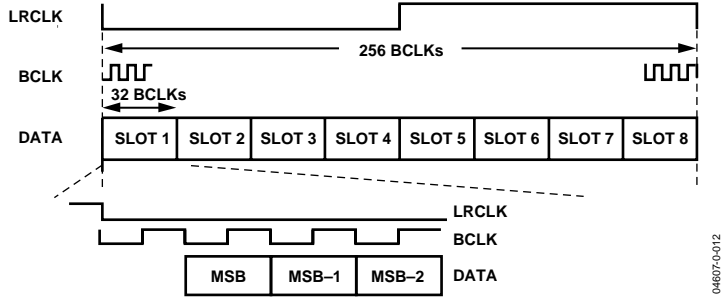 LRCLK
256 BCLKs
BCLK
32 BCLKs
DATA SLOT 1 SLOT 2 SLOT 3 SLOT 4 SLOT 5 SLOT 6 SLOT 7 SLOT 8
LRCLK
BCLK
MSB MSB–1 MSB–2 DATA
04607-0-012